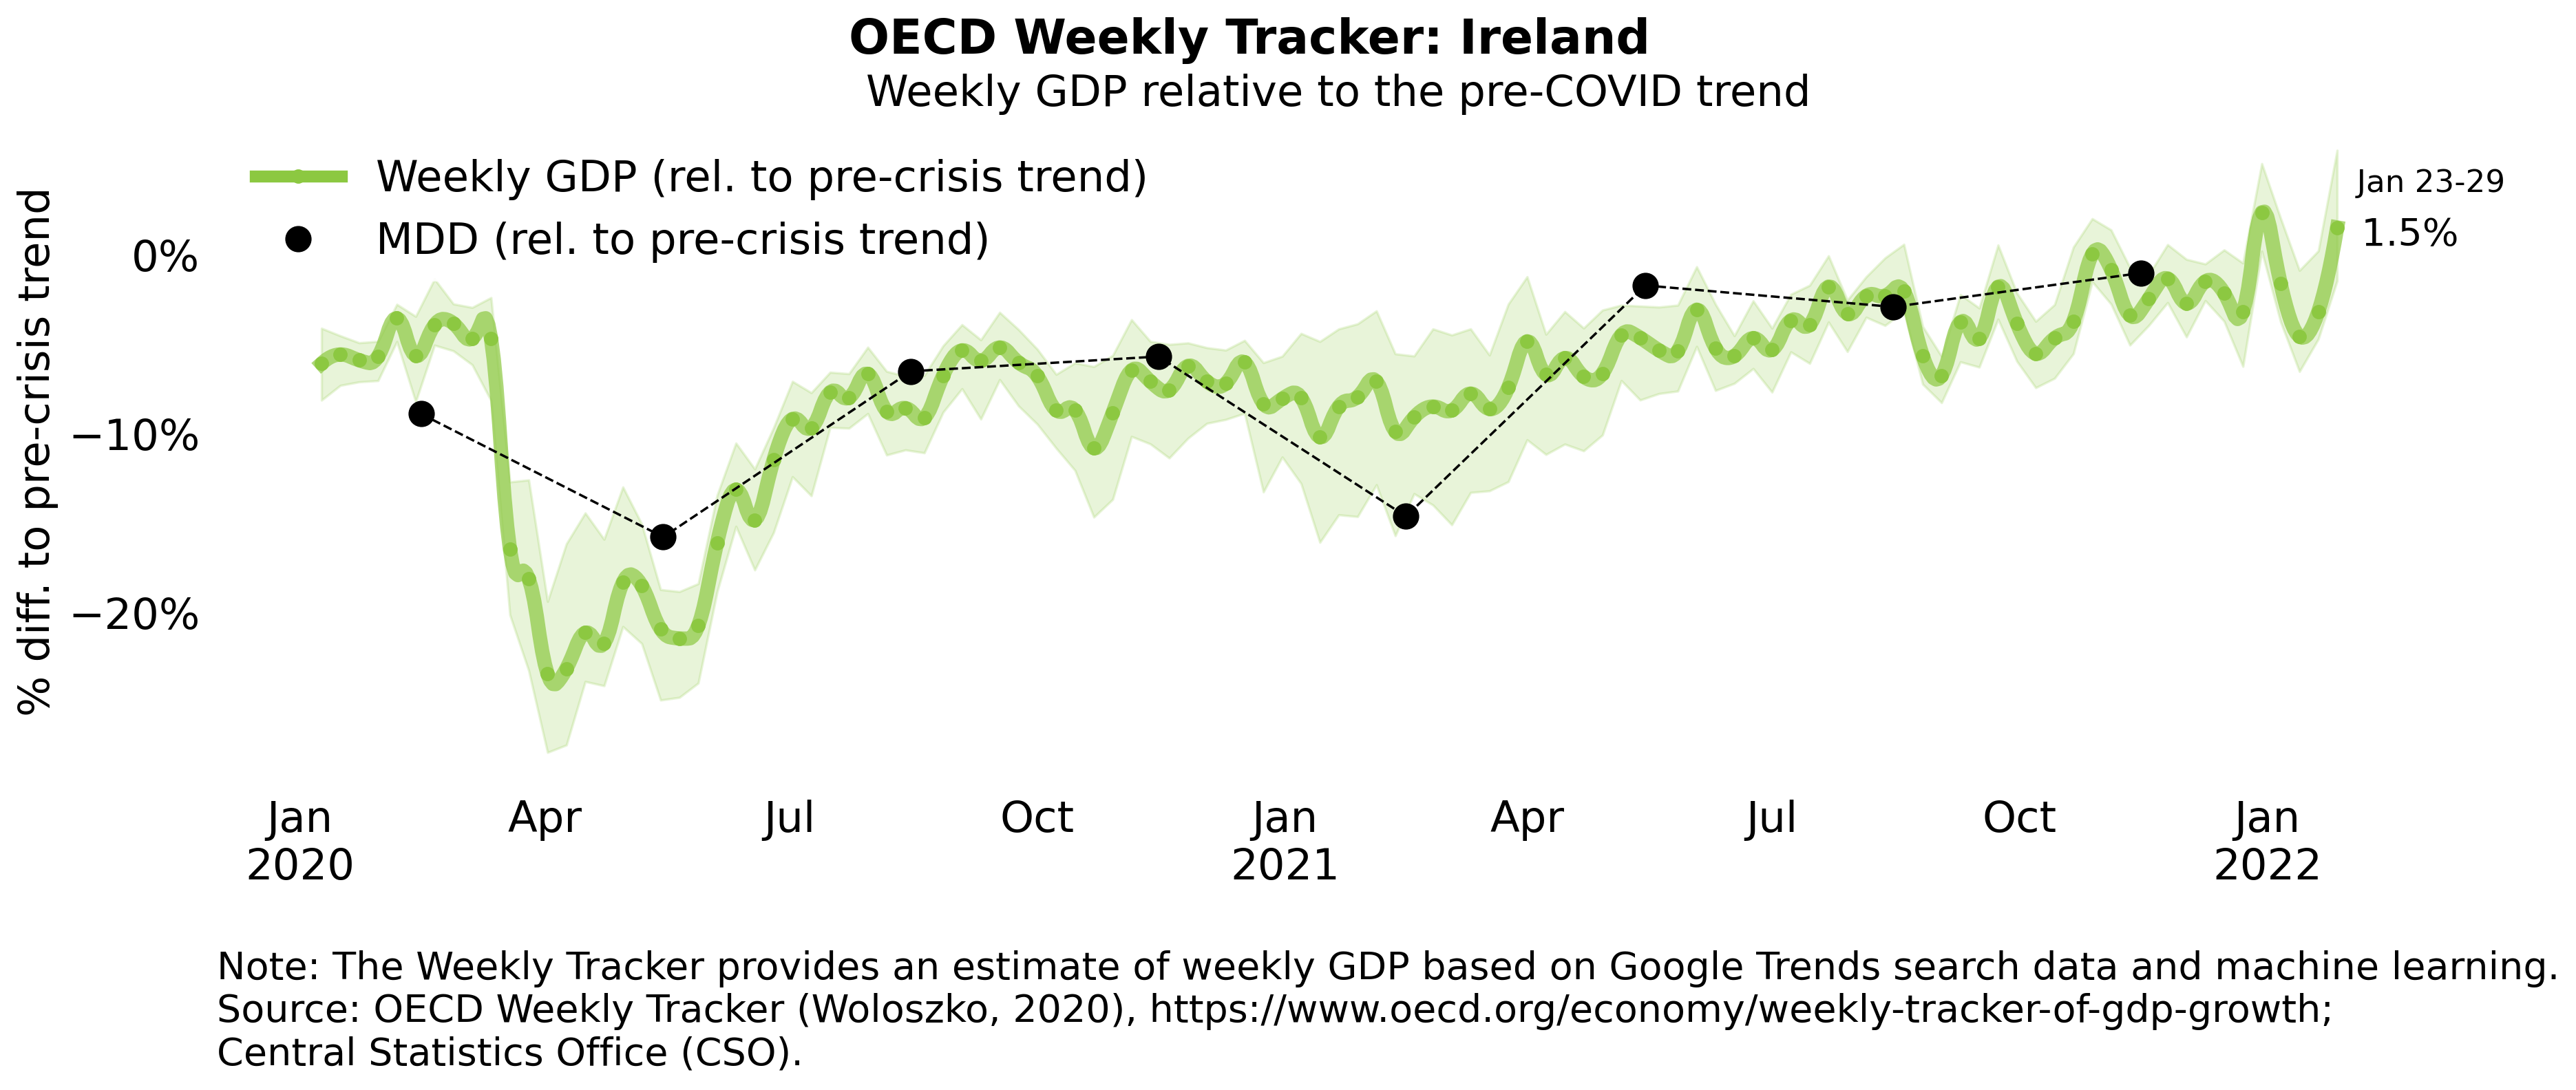 OECD Weekly Tracker: Ireland
Weekly GDP relative to the pre-COVID trend
Weekly GDP (rel. to pre-crisis trend)
MDD (rel. to pre-crisis trend)
Jan 23-29
1.5%
% diff. to pre-crisis trend
0%
−10%
−20%
Jan Apr Jul Oct Jan Apr Jul Oct Jan
2020 2021 2022
Note: The Weekly Tracker provides an estimate of weekly GDP based on Google Trends search data and machine learning.
Source: OECD Weekly Tracker (Woloszko, 2020), https://www.oecd.org/economy/weekly-tracker-of-gdp-growth;
Central Statistics Office (CSO).